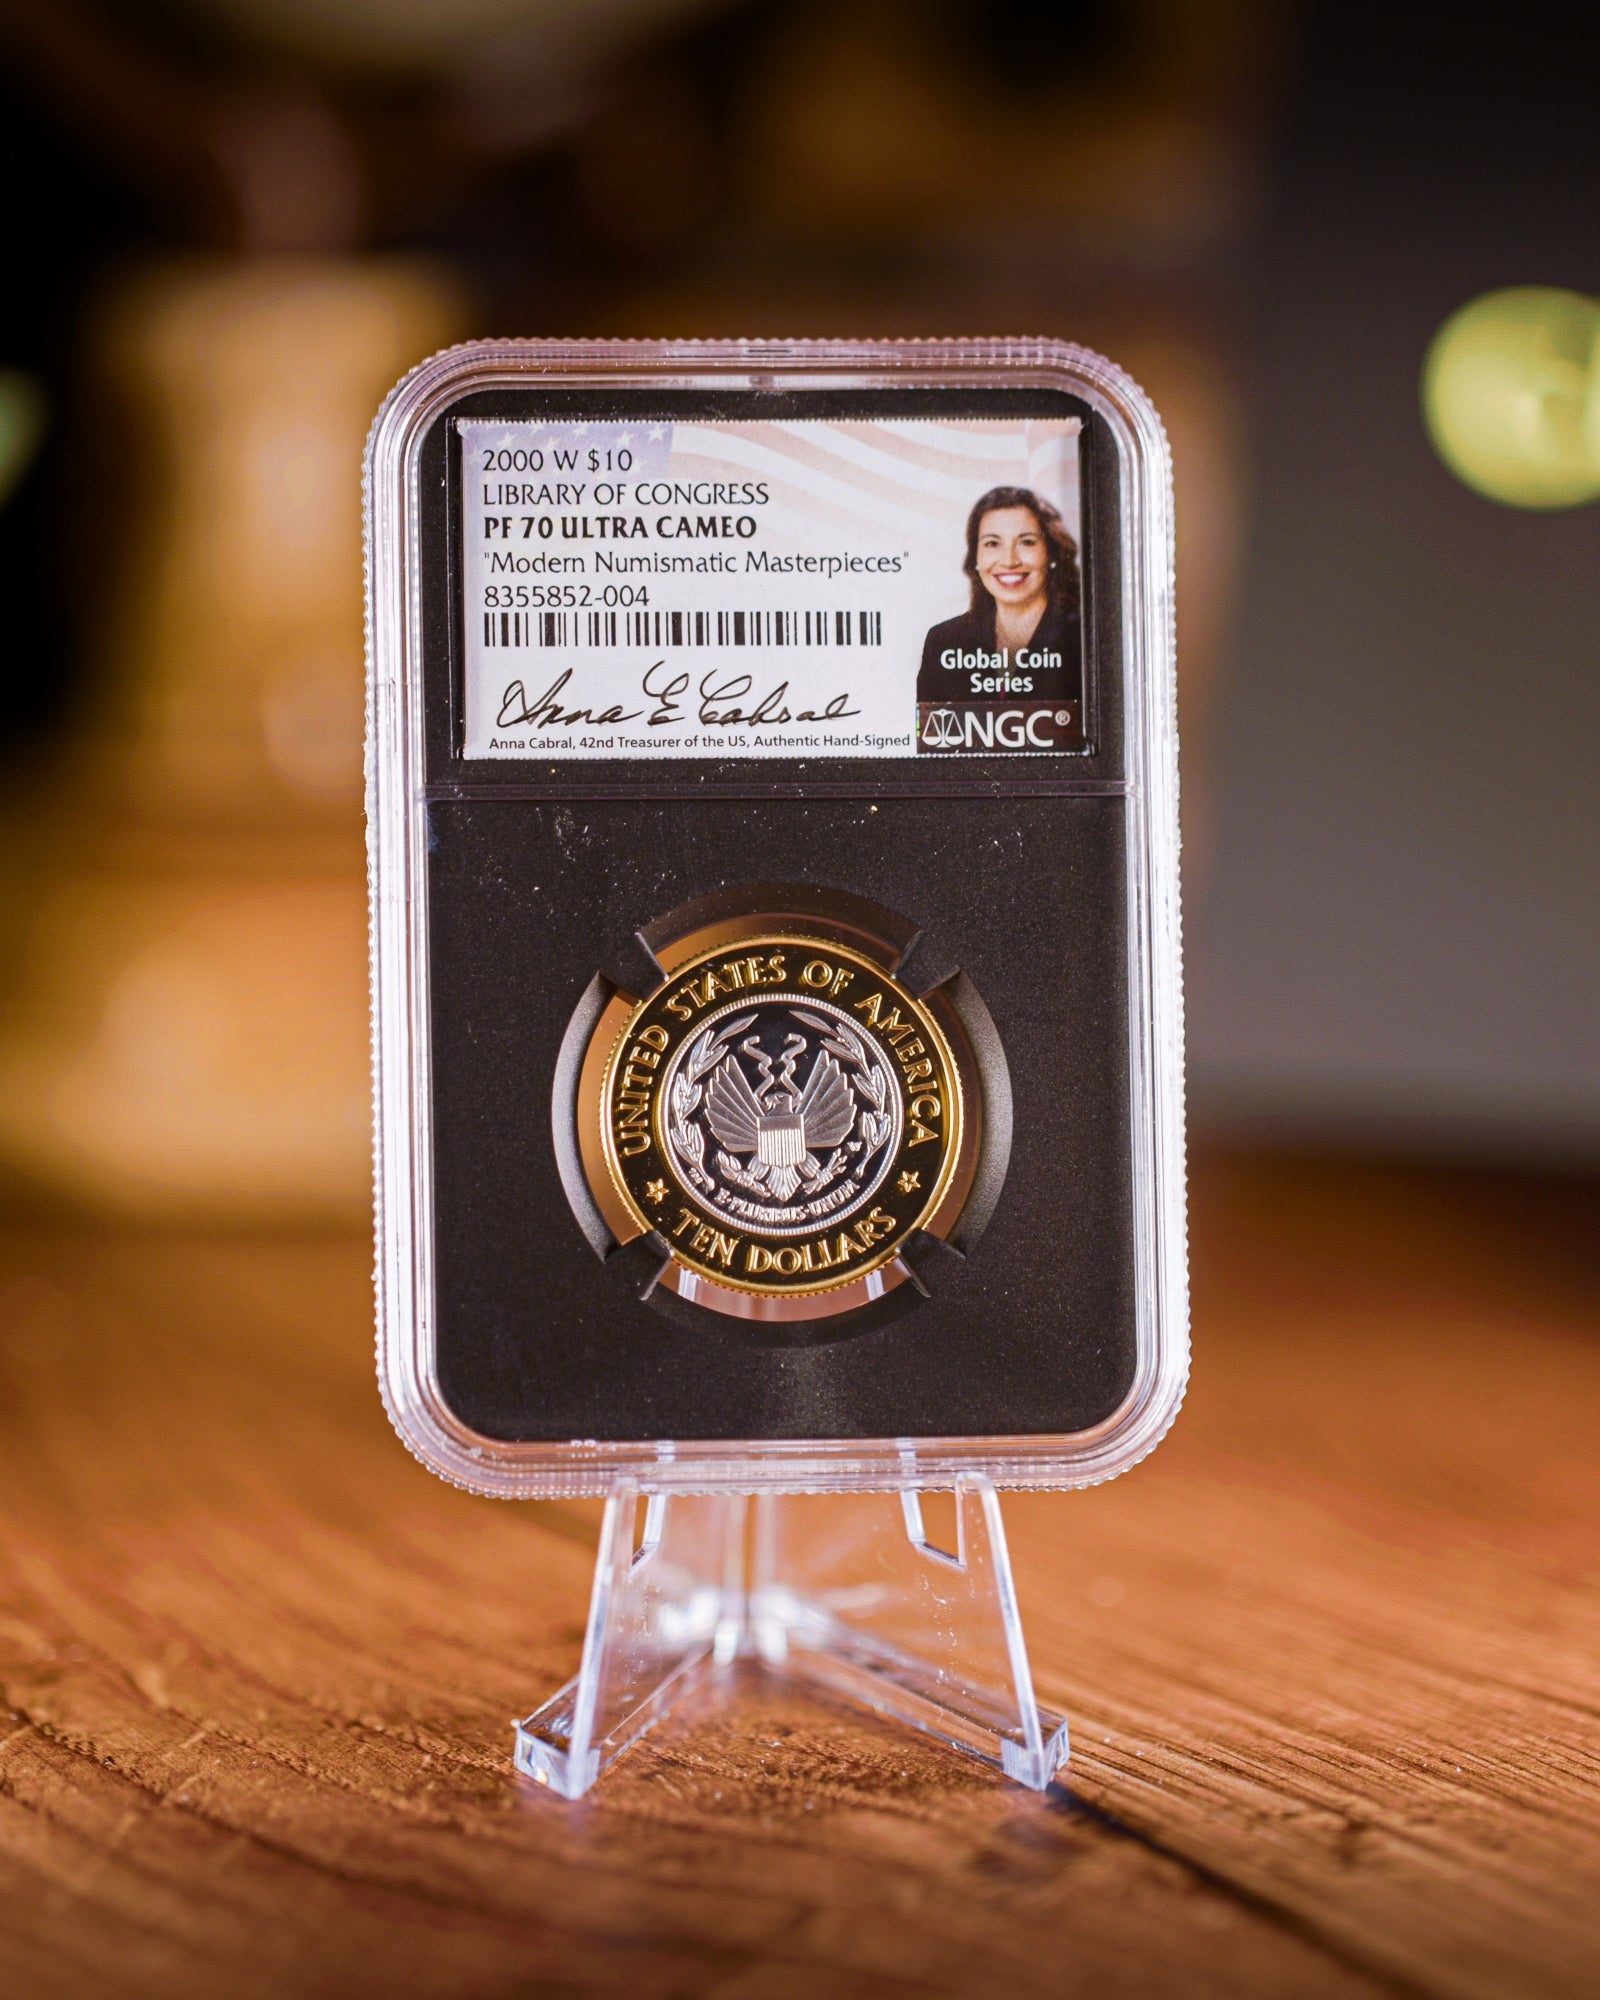 2000 W $10
LIBRARY OF CONGRESS
PF 70 ULTRA CAMEO
"Modern Numismatic Masterpieces"
8355852-004
Anna E Cabral
Anna Cabral, 42nd Treasurer of the US, Authentic Hand-Signed
Global Coin
Series
NGC®
UNITED STATES OF AMERICA
E·PLURIBUS·UNUM
TEN DOLLARS